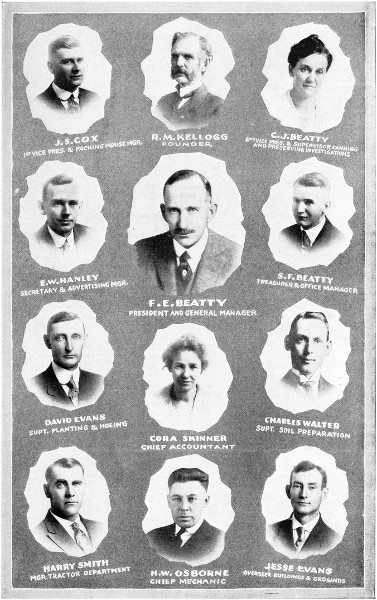 J.S. COX
1ST VICE PRES. & PACKING HOUSE MGR.
R.M. KELLOGG
FOUNDER
C.J. BEATTY
2ND VICE PRES. & SUPERVISOR CANNING
AND PRESERVING INVESTIGATIONS
E.W. HANLEY
SECRETARY & ADVERTISING MGR.
F.E. BEATTY
PRESIDENT AND GENERAL MANAGER
S.F. BEATTY
TREASURER & OFFICE MANAGER
DAVID EVANS
SUPT. PLANTING & HOEING
CORA SKINNER
CHIEF ACCOUNTANT
CHARLES WALTER
SUPT. SOIL PREPARATION
HARRY SMITH
MGR. TRACTOR DEPARTMENT
H.W. OSBORNE
CHIEF MECHANIC
JESSE EVANS
OVERSEER BUILDINGS & GROUNDS